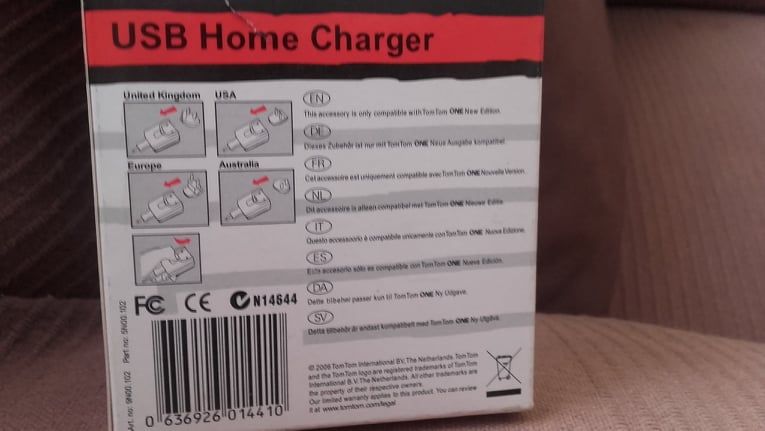 USB Home Charger
United Kingdom
USA
Europe
Australia
EN
This accessory is only compatible with TomTom ONE New Edition.
DE
Dieses Zubehör ist nur mit TomTom ONE Neue Ausgabe kompatibel.
FR
Cet accessoire est uniquement compatible avec TomTom ONE Nouvelle Version.
NL
Dit accessoire is alleen compatibel met TomTom ONE Nieuwe Editie
IT
Questo accessoorio è compatibile unicamente con TomTom ONE Nuova Edizione.
ES
Este accesorio sólo es compatible con TomTom ONE Nueva Edición.
DA
Dette tilbehør passer kun til TomTom ONE Ny Udgave.
SV
Detta tillbehör är endast kompatibelt med TomTom ONE Ny Utgåva.
FC CE N14644
Art. no: 9N00.102 Part no: 5N00.102
0 636926 014410
© 2006 TomTom International BV, The Netherlands. TomTom
and the TomTom logo are registered trademarks of TomTom
International B.V. The Netherlands. All other trademarks are
the property of their respective owners.
Our limited warranty applies to this product. You can review
it at www.tomtom.com/legal